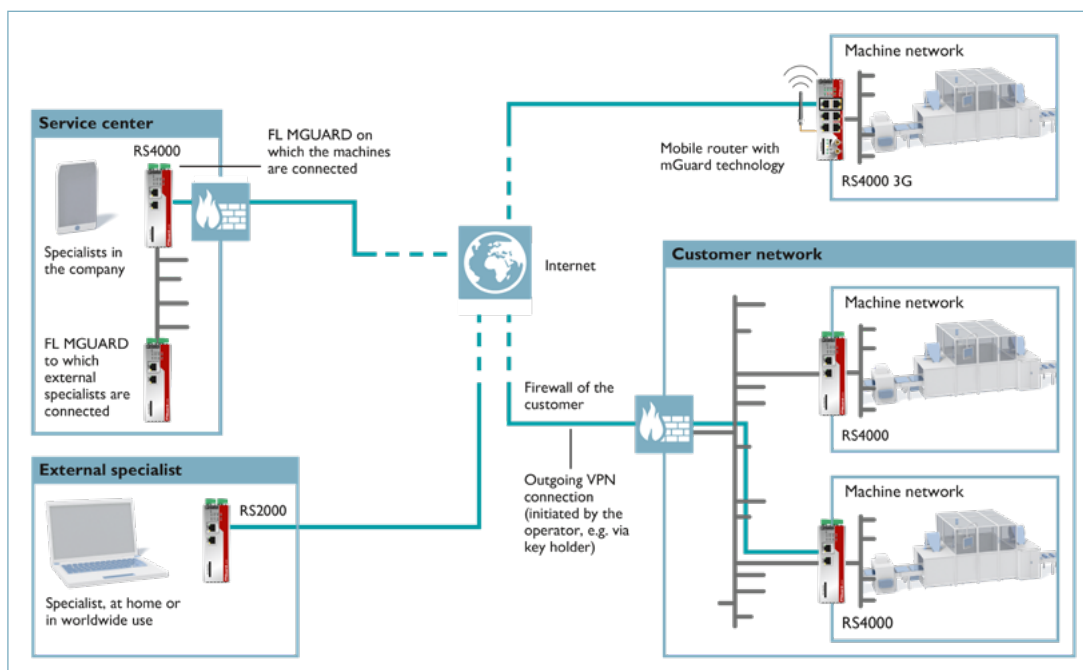 Service center
RS4000
FL MGUARD on
which the machines
are connected
Specialists in
the company
FL MGUARD
to which
external
specialists are
connected
External specialist
RS2000
Specialist, at home or
in worldwide use
Internet
Mobile router with
mGuard technology
Machine network
RS4000 3G
Firewall of the
customer
Outgoing VPN
connection
(initiated by the
operator, e.g. via
key holder)
Customer network
Machine network
RS4000
Machine network
RS4000